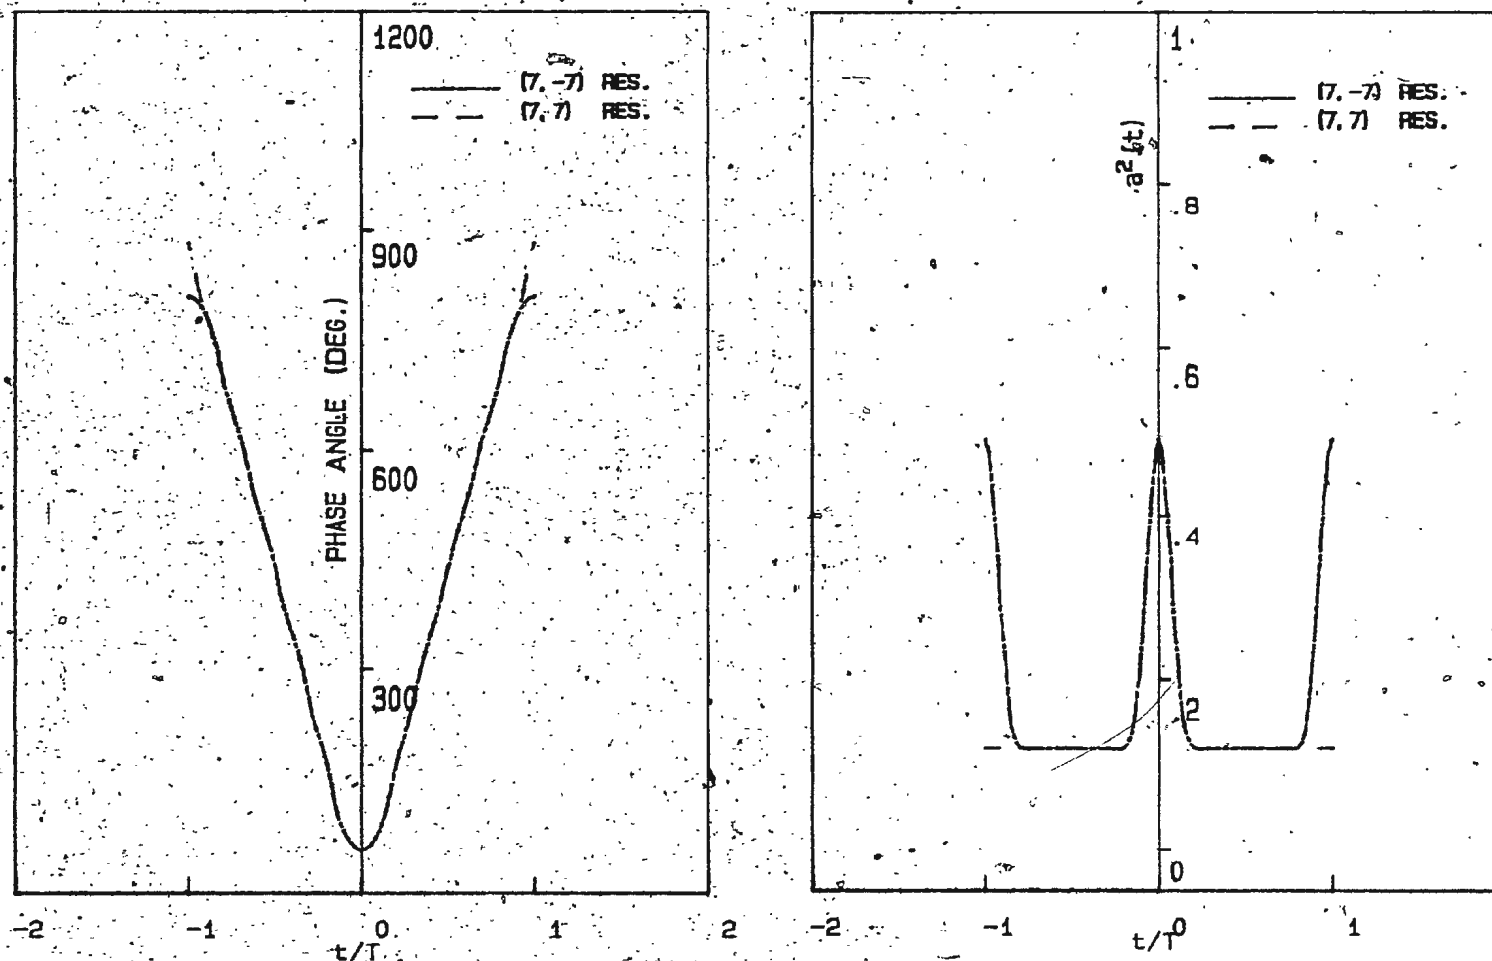 1200
(7,-7) RES.
(7,7) RES.
900
PHASE ANGLE (DEG.)
600
300
-2 -1 0 1 2
t/T
1.
(7,-7) RES.
(7,7) RES.
a²(t)
.8
.6
.4
.2
0
-2 -1 0 1
t/T